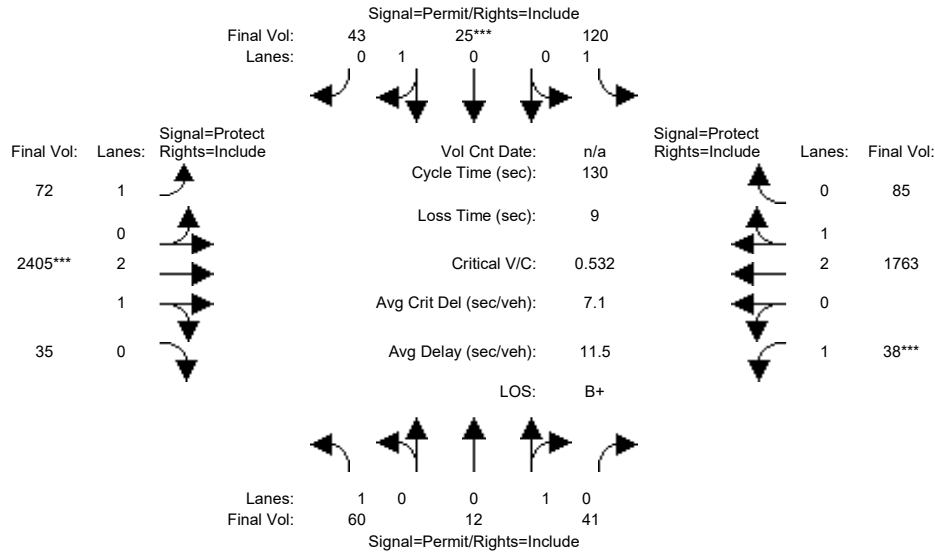 Signal=Permit/Rights=Include
Final Vol: 43 25*** 120
Lanes: 0 1 0 0 1
Signal=Protect
Final Vol: Lanes: Rights=Include
Vol Cnt Date: n/a
Signal=Protect
Rights=Include Lanes: Final Vol:
Cycle Time (sec): 130
72 1
0 85
Loss Time (sec): 9
0
1
2405*** 2
Critical V/C: 0.532
2 1763
1
Avg Crit Del (sec/veh): 7.1
0
35 0
Avg Delay (sec/veh): 11.5
1 38***
LOS: B+
Lanes: 1 0 0 1 0
Final Vol: 60 12 41
Signal=Permit/Rights=Include